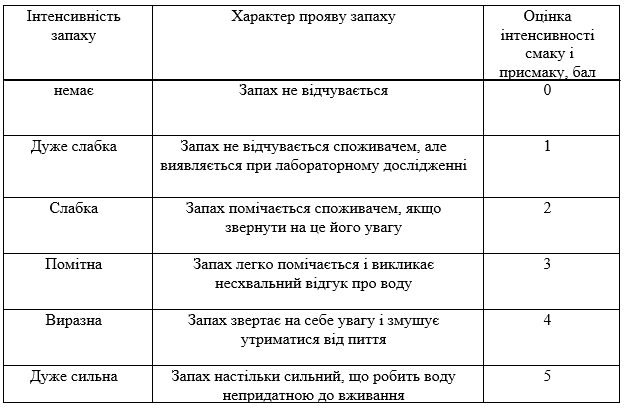 Інтенсивність
запаху
Характер прояву запаху
Оцінка
інтенсивності
смаку і
присмаку, бал
немає
Запах не відчувається
0
Дуже слабка
Запах не відчувається споживачем, але
виявляється при лабораторному дослідженні
1
Слабка
Запах помічається споживачем, якщо
звернути на це його увагу
2
Помітна
Запах легко помічається і викликає
несхвальний відгук про воду
3
Виразна
Запах звертає на себе увагу і змушує
утриматися від пиття
4
Дуже сильна
Запах настільки сильний, що робить воду
непридатною до вживання
5